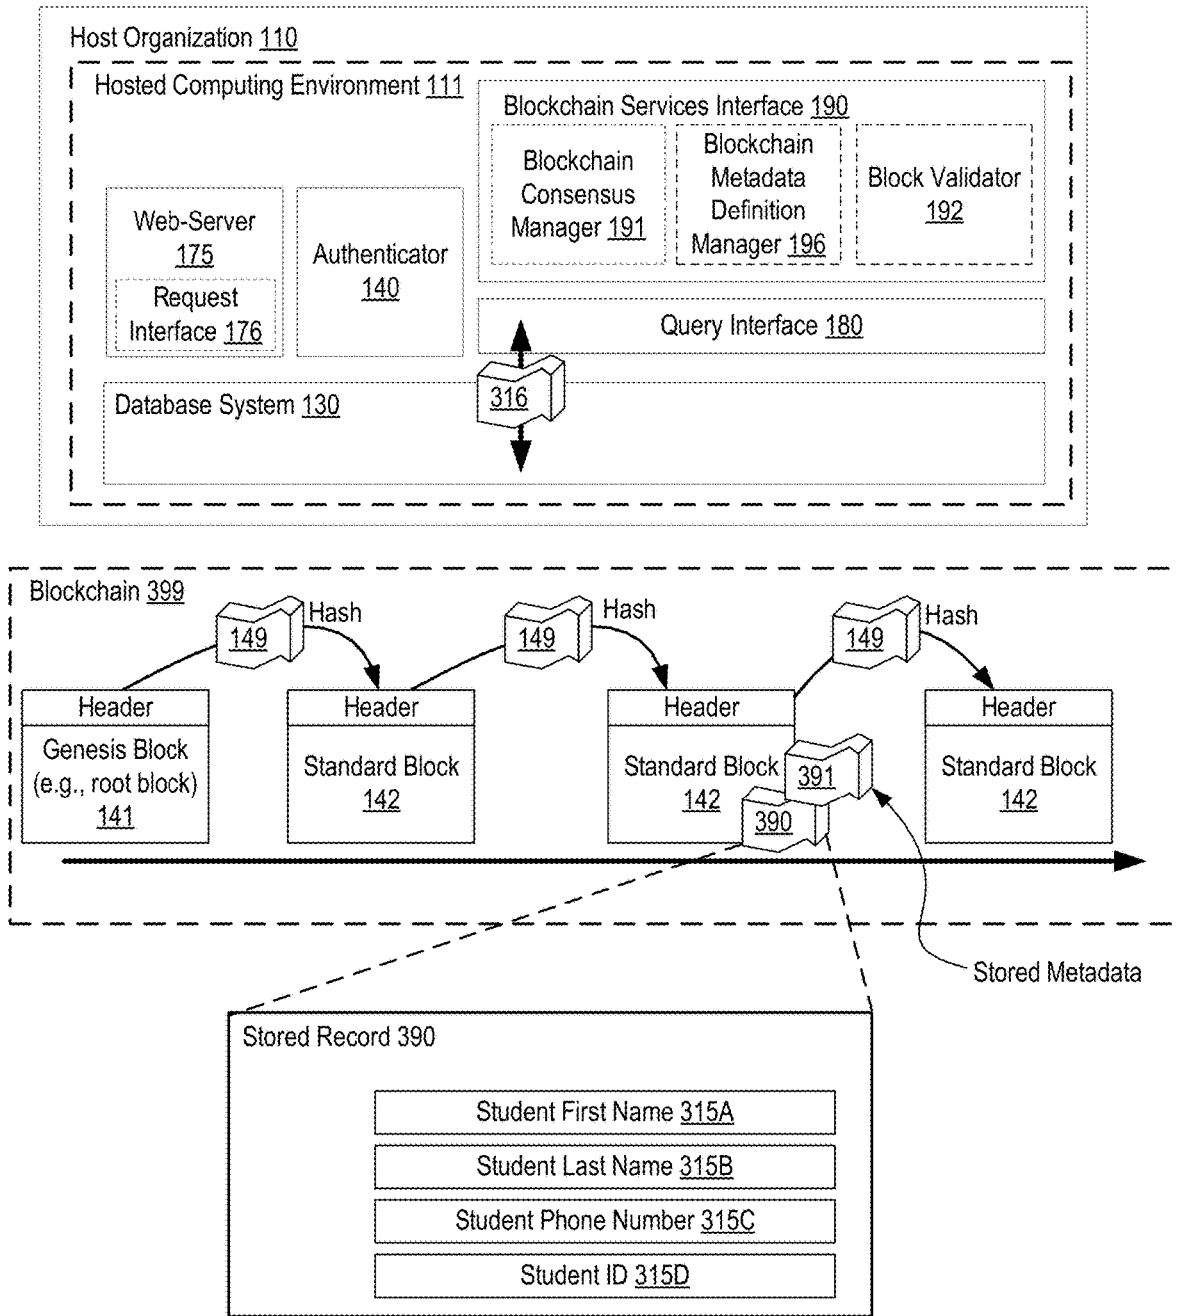 Host Organization 110
Hosted Computing Environment 111
Blockchain Services Interface 190
Blockchain
Consensus
Manager 191
Blockchain
Metadata
Definition
Manager 196
Block Validator
192
Web-Server
175
Request
Interface 176
Authenticator
140
Query Interface 180
316
Database System 130
Blockchain 399
149
Hash
149
Hash
149
Hash
Header
Genesis Block
(e.g., root block)
141
Header
Standard Block
142
Header
Standard Block
142
391
390
Header
Standard Block
142
Stored Metadata
Stored Record 390
Student First Name 315A
Student Last Name 315B
Student Phone Number 315C
Student ID 315D